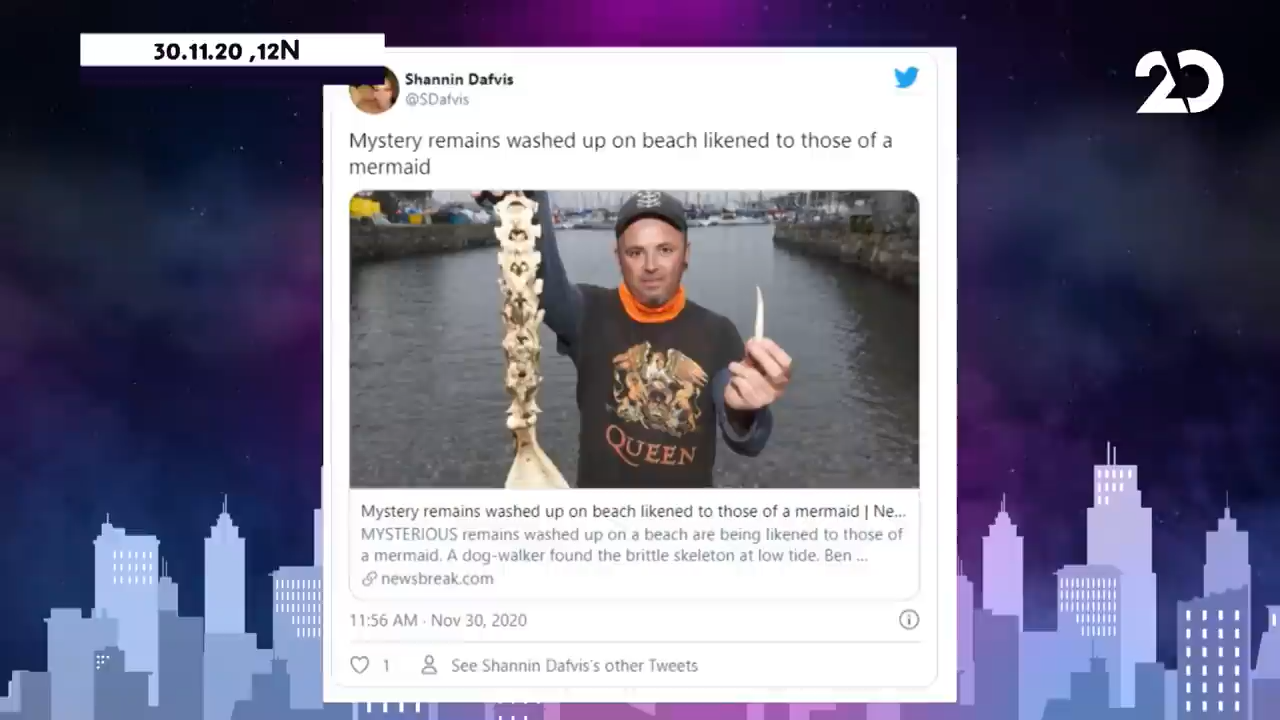 30.11.20 ,12N
20
Shannin Dafvis
@SDafvis
Mystery remains washed up on beach likened to those of a
mermaid
QUEEN
Mystery remains washed up on beach likened to those of a mermaid | Ne...
MYSTERIOUS remains washed up on a beach are being likened to those of
a mermaid. A dog-walker found the brittle skeleton at low tide. Ben ...
newsbreak.com
11:56 AM · Nov 30, 2020
1
See Shannin Dafvis's other Tweets